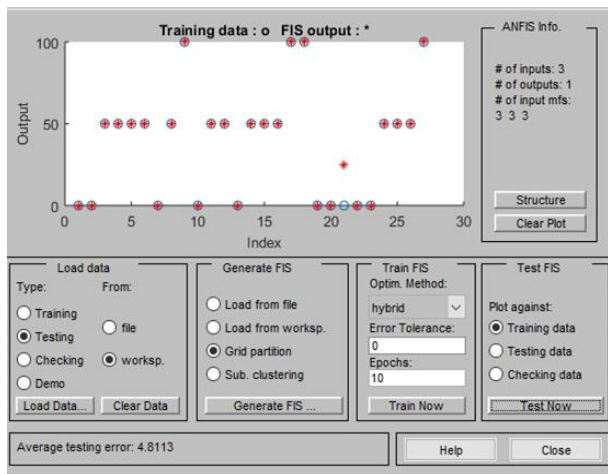 Training data : o FIS output : *
100
50
0
Output
0 5 10 15 20 25 30
Index
ANFIS Info.
# of inputs: 3
# of outputs: 1
# of input mfs:
3 3 3
Structure
Clear Plot
Load data
Type: From:
Training
Testing
Checking
Demo
file
worksp.
Load Data... Clear Data
Generate FIS
Load from file
Load from worksp.
Grid partition
Sub. clustering
Generate FIS ...
Train FIS
Optim. Method:
hybrid
Error Tolerance:
0
Epochs:
10
Train Now
Test FIS
Plot against:
Training data
Testing data
Checking data
Test Now
Average testing error: 4.8113
Help Close